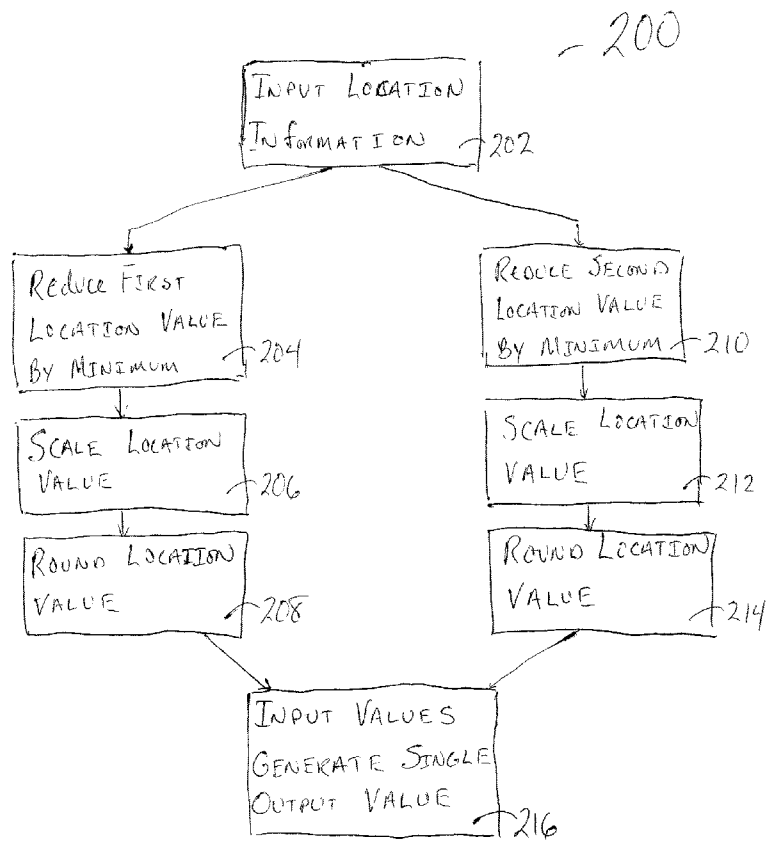 200
INPUT LOCATION
INFORMATION
202
REDUCE FIRST
LOCATION VALUE
BY MINIMUM
204
SCALE LOCATION
VALUE
206
ROUND LOCATION
VALUE
208
REDUCE SECOND
LOCATION VALUE
BY MINIMUM
210
SCALE LOCATION
VALUE
212
ROUND LOCATION
VALUE
214
INPUT VALUES
GENERATE SINGLE
OUTPUT VALUE
216